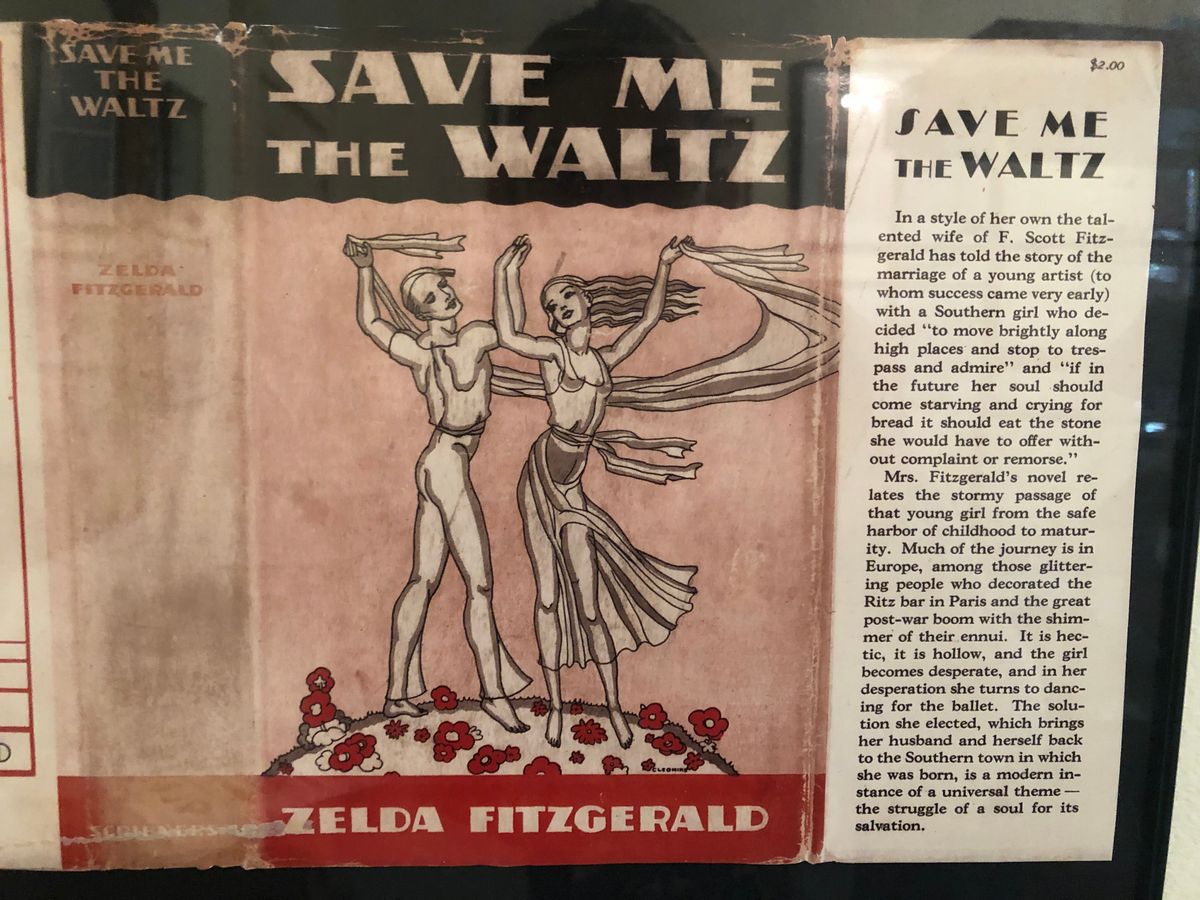 SAVE ME
THE
WALTZ
ZELDA
FITZGERALD
SCRIBNERS
SAVE ME
THE WALTZ
CLEONIKE
ZELDA FITZGERALD
$2.00
SAVE ME
THE WALTZ
In a style of her own the tal-
ented wife of F. Scott Fitz-
gerald has told the story of the
marriage of a young artist (to
whom success came very early)
with a Southern girl who de-
cided “to move brightly along
high places and stop to tres-
pass and admire” and “if in
the future her soul should
come starving and crying for
bread it should eat the stone
she would have to offer with-
out complaint or remorse.”
Mrs. Fitzgerald’s novel re-
lates the stormy passage of
that young girl from the safe
harbor of childhood to matur-
ity. Much of the journey is in
Europe, among those glitter-
ing people who decorated the
Ritz bar in Paris and the great
post-war boom with the shim-
mer of their ennui. It is hec-
tic, it is hollow, and the girl
becomes desperate, and in her
desperation she turns to danc-
ing for the ballet. The solu-
tion she elected, which brings
her husband and herself back
to the Southern town in which
she was born, is a modern in-
stance of a universal theme—
the struggle of a soul for its
salvation.